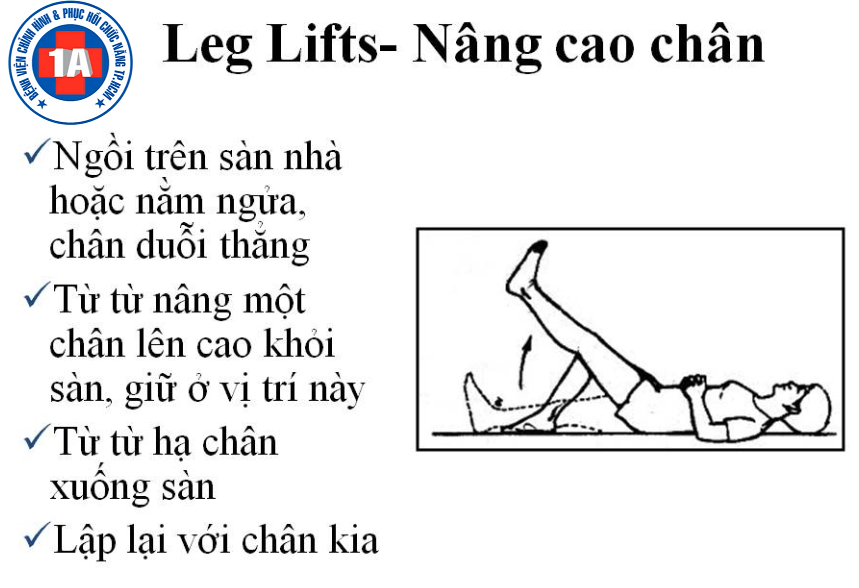 BỆNH VIỆN CHỈNH HÌNH & PHỤC HỒI CHỨC NĂNG TP.HCM
1A
Leg Lifts- Nâng cao chân
Ngồi trên sàn nhà
hoặc nằm ngửa,
chân duỗi thẳng
Từ từ nâng một
chân lên cao khỏi
sàn, giữ ở vị trí này
Từ từ hạ chân
xuống sàn
Lập lại với chân kia